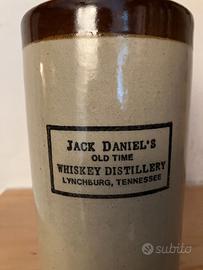 JACK DANIEL'S
OLD TIME
WHISKEY DISTILLERY
LYNCHBURG, TENNESSEE
subito